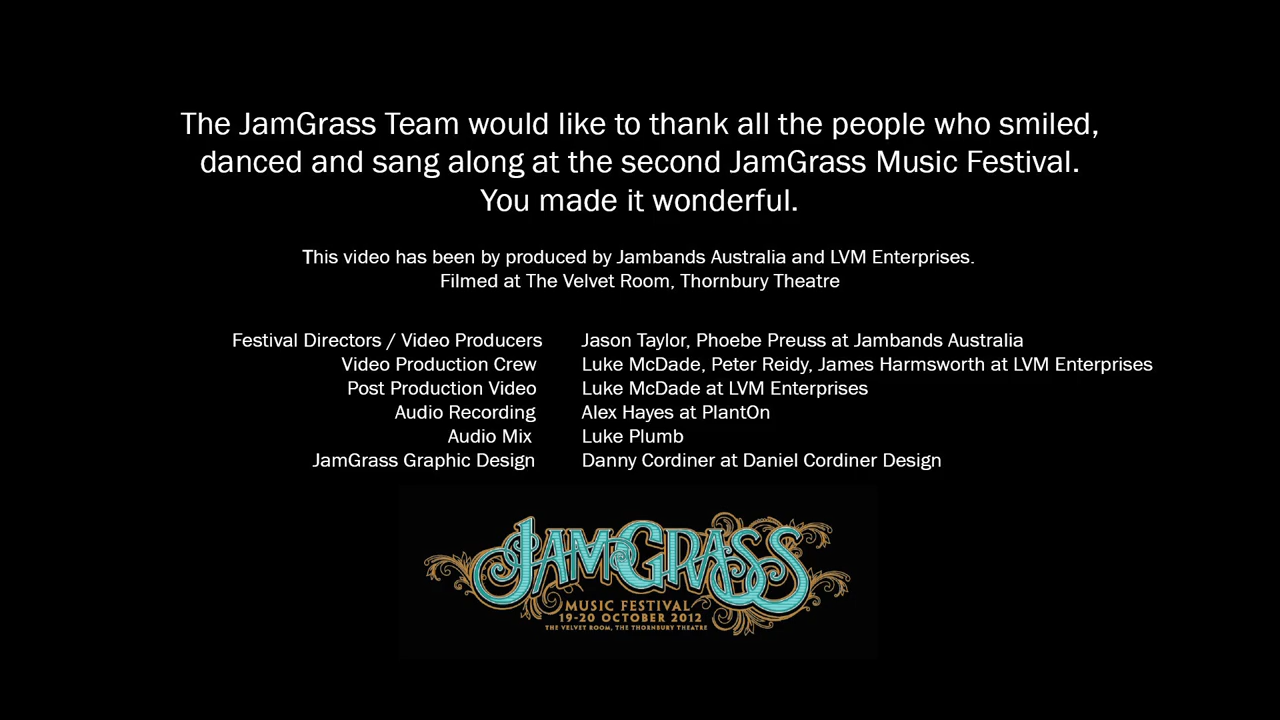 The JamGrass Team would like to thank all the people who smiled,
danced and sang along at the second JamGrass Music Festival.
You made it wonderful.
This video has been by produced by Jambands Australia and LVM Enterprises.
Filmed at The Velvet Room, Thornbury Theatre
Festival Directors / Video Producers Jason Taylor, Phoebe Preuss at Jambands Australia
Video Production Crew Luke McDade, Peter Reidy, James Harmsworth at LVM Enterprises
Post Production Video Luke McDade at LVM Enterprises
Audio Recording Alex Hayes at PlantOn
Audio Mix Luke Plumb
JamGrass Graphic Design Danny Cordiner at Daniel Cordiner Design
JAMGRASS
MUSIC FESTIVAL
19-20 OCTOBER 2012
THE VELVET ROOM, THE THORNBURY THEATRE